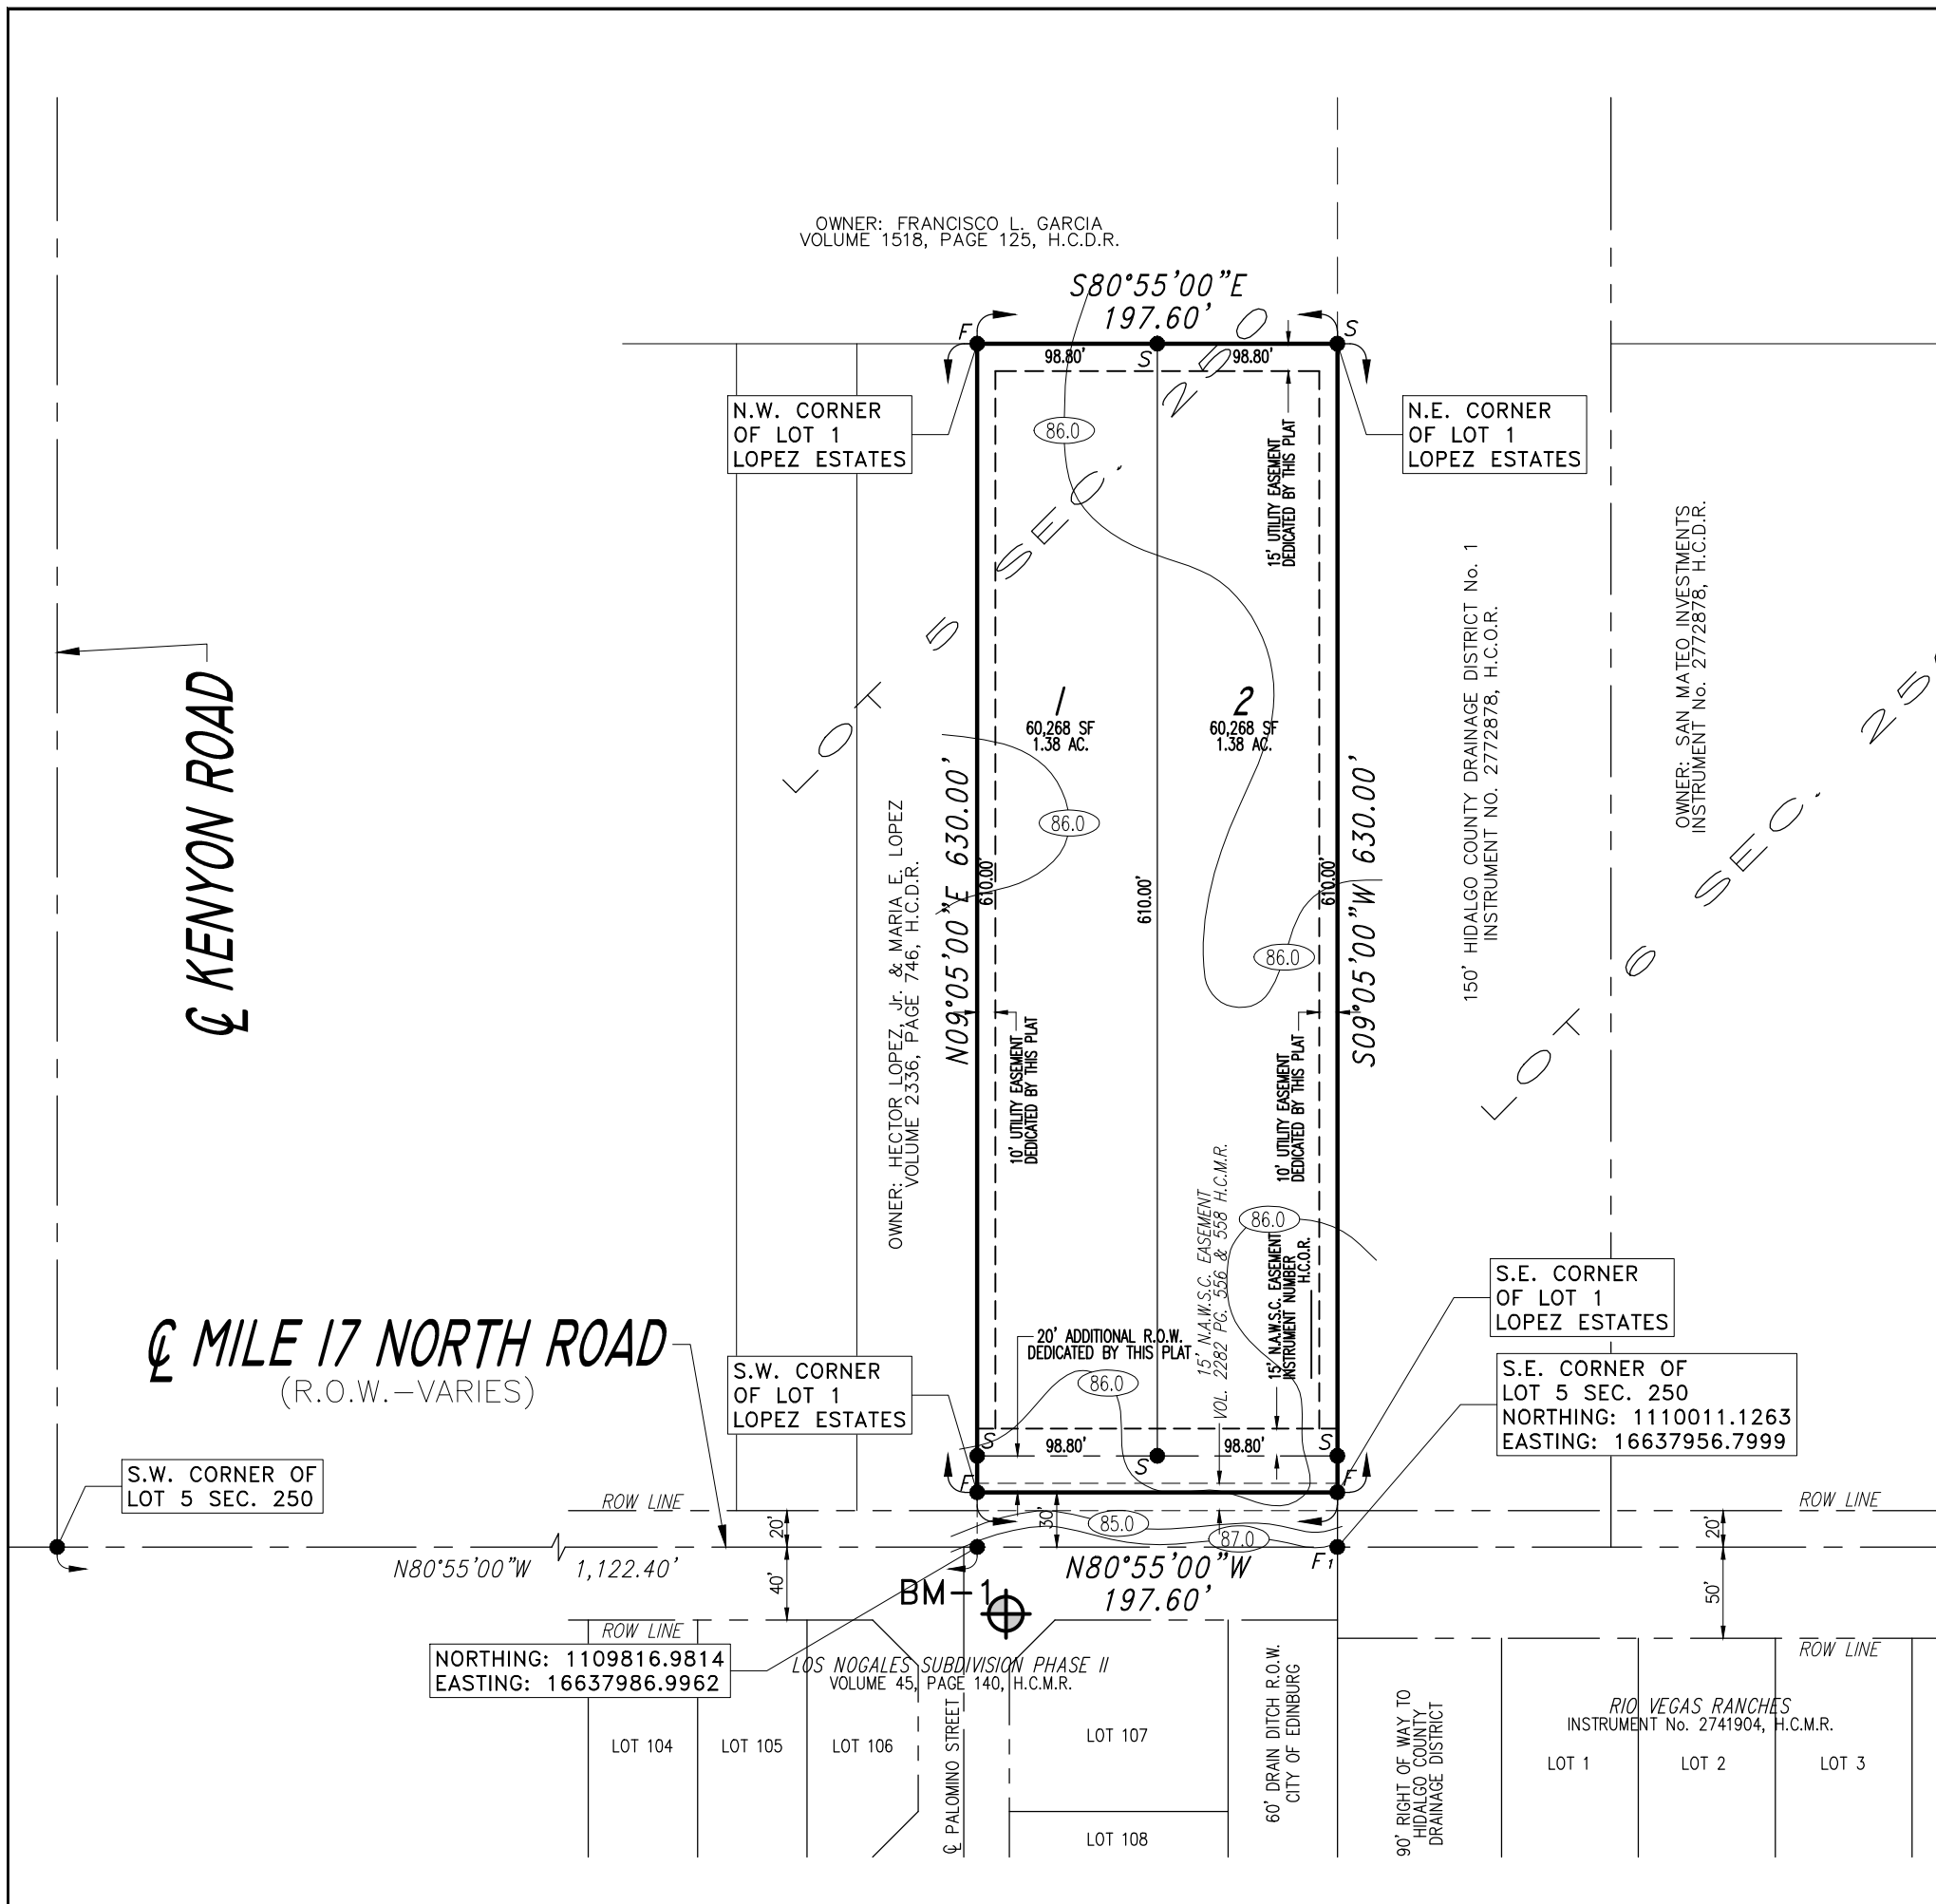 OWNER: FRANCISCO L. GARCIA
VOLUME 1518, PAGE 125, H.C.D.R.
S80°55'00"E
197.60'
F
S
98.80'
S
98.80'
N.W. CORNER
OF LOT 1
LOPEZ ESTATES
N.E. CORNER
OF LOT 1
LOPEZ ESTATES
86.0
15' UTILITY EASEMENT
DEDICATED BY THIS PLAT
LOT 5 SEC. 250
150' HIDALGO COUNTY DRAINAGE DISTRICT No. 1
INSTRUMENT NO. 2772878, H.C.O.R.
OWNER: SAN MATEO INVESTMENTS
INSTRUMENT No. 2772878, H.C.D.R.
LOT 6 SEC. 25
℄ KENYON ROAD
1
60,268 SF
1.38 AC.
2
60,268 SF
1.38 AC.
86.0
OWNER: HECTOR LOPEZ, Jr. & MARIA E. LOPEZ
VOLUME 2336, PAGE 746, H.C.D.R.
N09°05'00"E 630.00'
610.00'
610.00'
610.00'
S09°05'00"W 630.00'
86.0
10' UTILITY EASEMENT
DEDICATED BY THIS PLAT
10' UTILITY EASEMENT
DEDICATED BY THIS PLAT
15' N.A.W.S.C. EASEMENT
VOL. 2282 PG. 556 & 558 H.C.M.R.
86.0
15' N.A.W.S.C. EASEMENT
INSTRUMENT NUMBER
H.C.O.R.
S.E. CORNER
OF LOT 1
LOPEZ ESTATES
℄ MILE 17 NORTH ROAD
(R.O.W.-VARIES)
20' ADDITIONAL R.O.W.
DEDICATED BY THIS PLAT
86.0
S.W. CORNER
OF LOT 1
LOPEZ ESTATES
S.E. CORNER OF
LOT 5 SEC. 250
NORTHING: 1110011.1263
EASTING: 16637956.7999
S
98.80'
S
98.80'
S
F
F
S.W. CORNER OF
LOT 5 SEC. 250
ROW LINE
ROW LINE
20'
30'
85.0
87.0
20'
N80°55'00"W 1,122.40'
40'
N80°55'00"W
197.60'
F1
50'
BM-1
ROW LINE
ROW LINE
NORTHING: 1109816.9814
EASTING: 16637986.9962
LOS NOGALES SUBDIVISION PHASE II
VOLUME 45, PAGE 140, H.C.M.R.
RIO VEGAS RANCHES
INSTRUMENT No. 2741904, H.C.M.R.
LOT 104
LOT 105
LOT 106
℄ PALOMINO STREET
LOT 107
LOT 108
60' DRAIN DITCH R.O.W.
CITY OF EDINBURG
90' RIGHT OF WAY TO
HIDALGO COUNTY
DRAINAGE DISTRICT
LOT 1
LOT 2
LOT 3